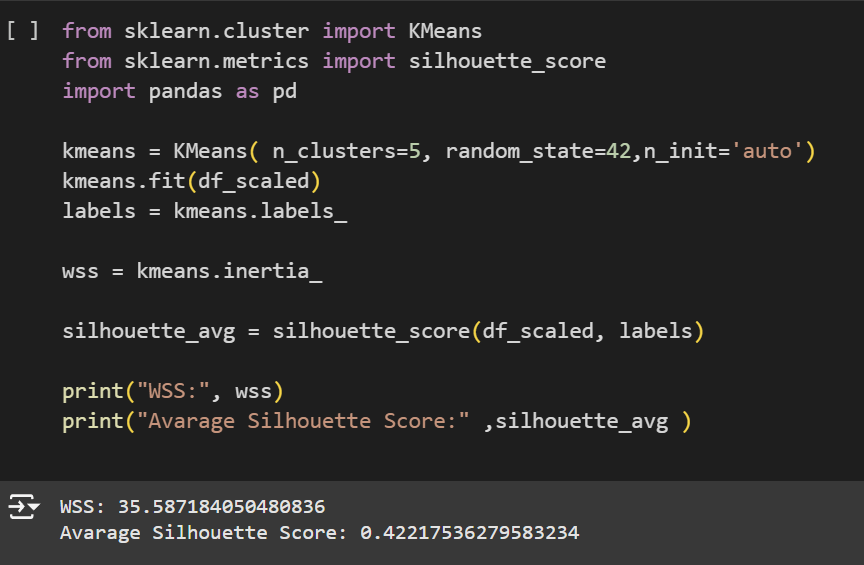 [ ] from sklearn.cluster import KMeans
from sklearn.metrics import silhouette_score
import pandas as pd
kmeans = KMeans( n_clusters=5, random_state=42,n_init='auto')
kmeans.fit(df_scaled)
labels = kmeans.labels_
wss = kmeans.inertia_
silhouette_avg = silhouette_score(df_scaled, labels)
print("WSS:", wss)
print("Avarage Silhouette Score:" ,silhouette_avg )
WSS: 35.587184050480836
Avarage Silhouette Score: 0.42217536279583234